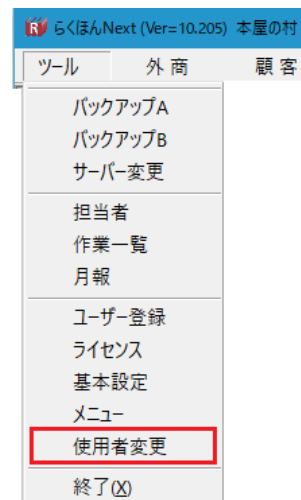 らくほんNext (Ver=10.205) 本屋の村
ツール 外 商 顧 客
バックアップA
バックアップB
サーバー変更
担当者
作業一覧
月報
ユーザー登録
ライセンス
基本設定
メニュー
使用者変更
終了(X)